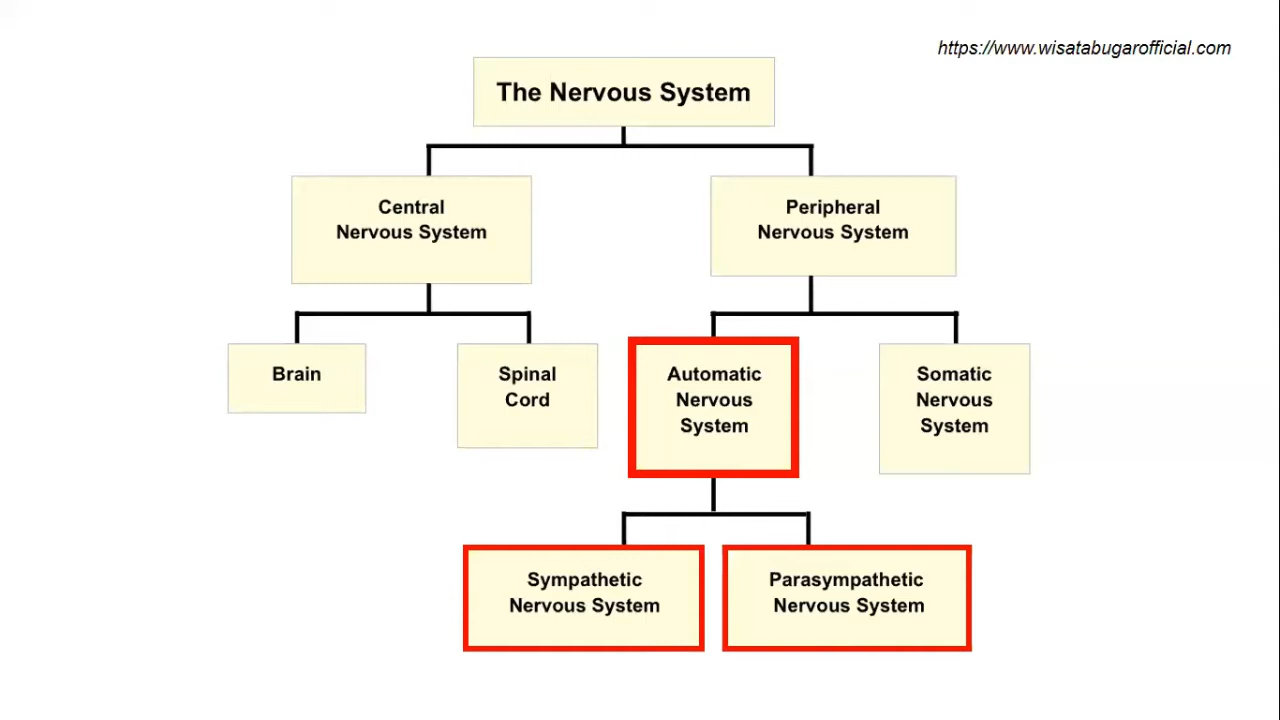 https://www.wisatabugarofficial.com
The Nervous System
Central
Nervous System
Peripheral
Nervous System
Brain
Spinal
Cord
Automatic
Nervous
System
Somatic
Nervous
System
Sympathetic
Nervous System
Parasympathetic
Nervous System